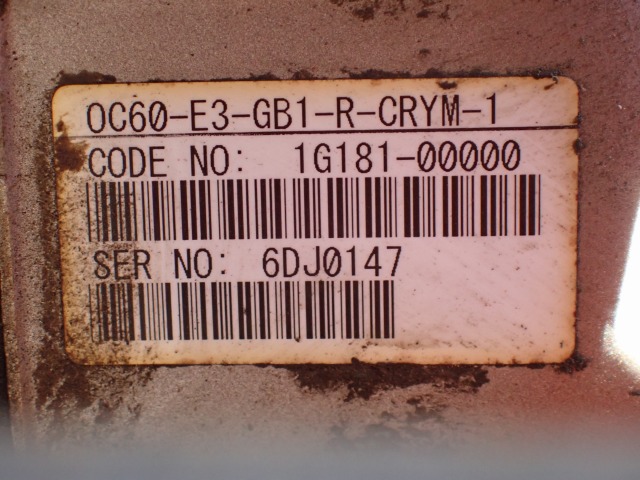 OC60-E3-GB1-R-CRYM-1
CODE NO: 1G181-00000
SER NO: 6DJ0147